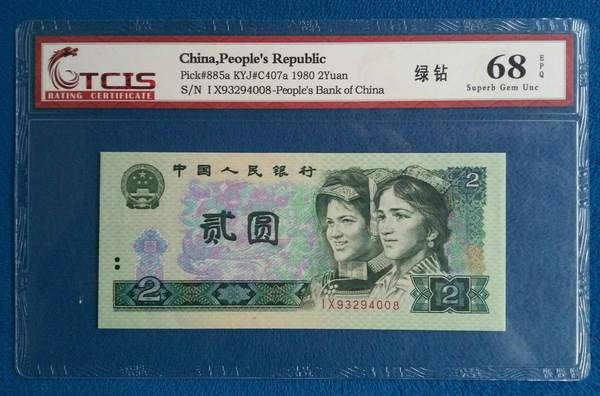 TCIS
RATING CERTIFICATE
China,People's Republic
Pick#885a KYJ#C407a 1980 2Yuan
S/N I X93294008-People's Bank of China
绿钻
68 EPQ
Superb Gem Unc
中国人民银行
2
贰圆
2
IX93294008
2